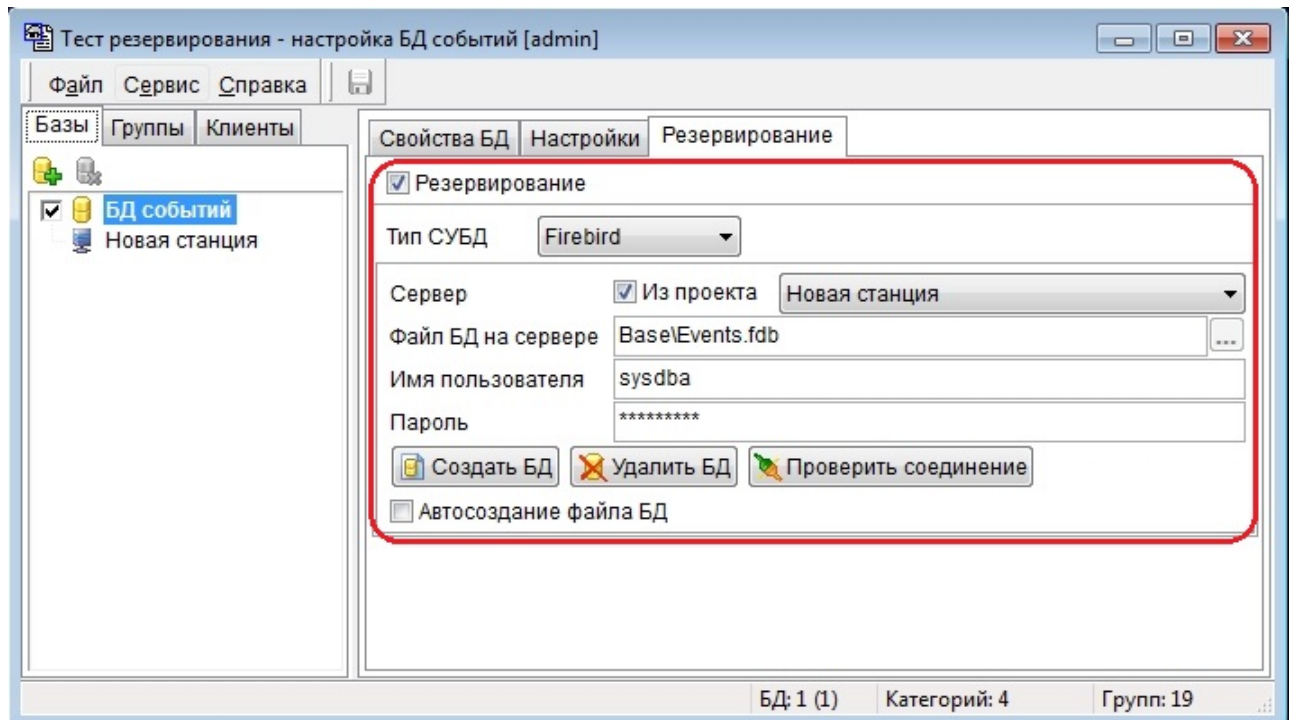 Тест резервирования - настройка БД событий [admin]
Файл Сервис Справка
Базы Группы Клиенты
БД событий
Новая станция
Свойства БД Настройки Резервирование
Резервирование
Тип СУБД Firebird
Сервер Из проекта Новая станция
Файл БД на сервере Base\Events.fdb ...
Имя пользователя sysdba
Пароль *********
Создать БД Удалить БД Проверить соединение
Автосоздание файла БД
БД: 1 (1) Категорий: 4 Групп: 19